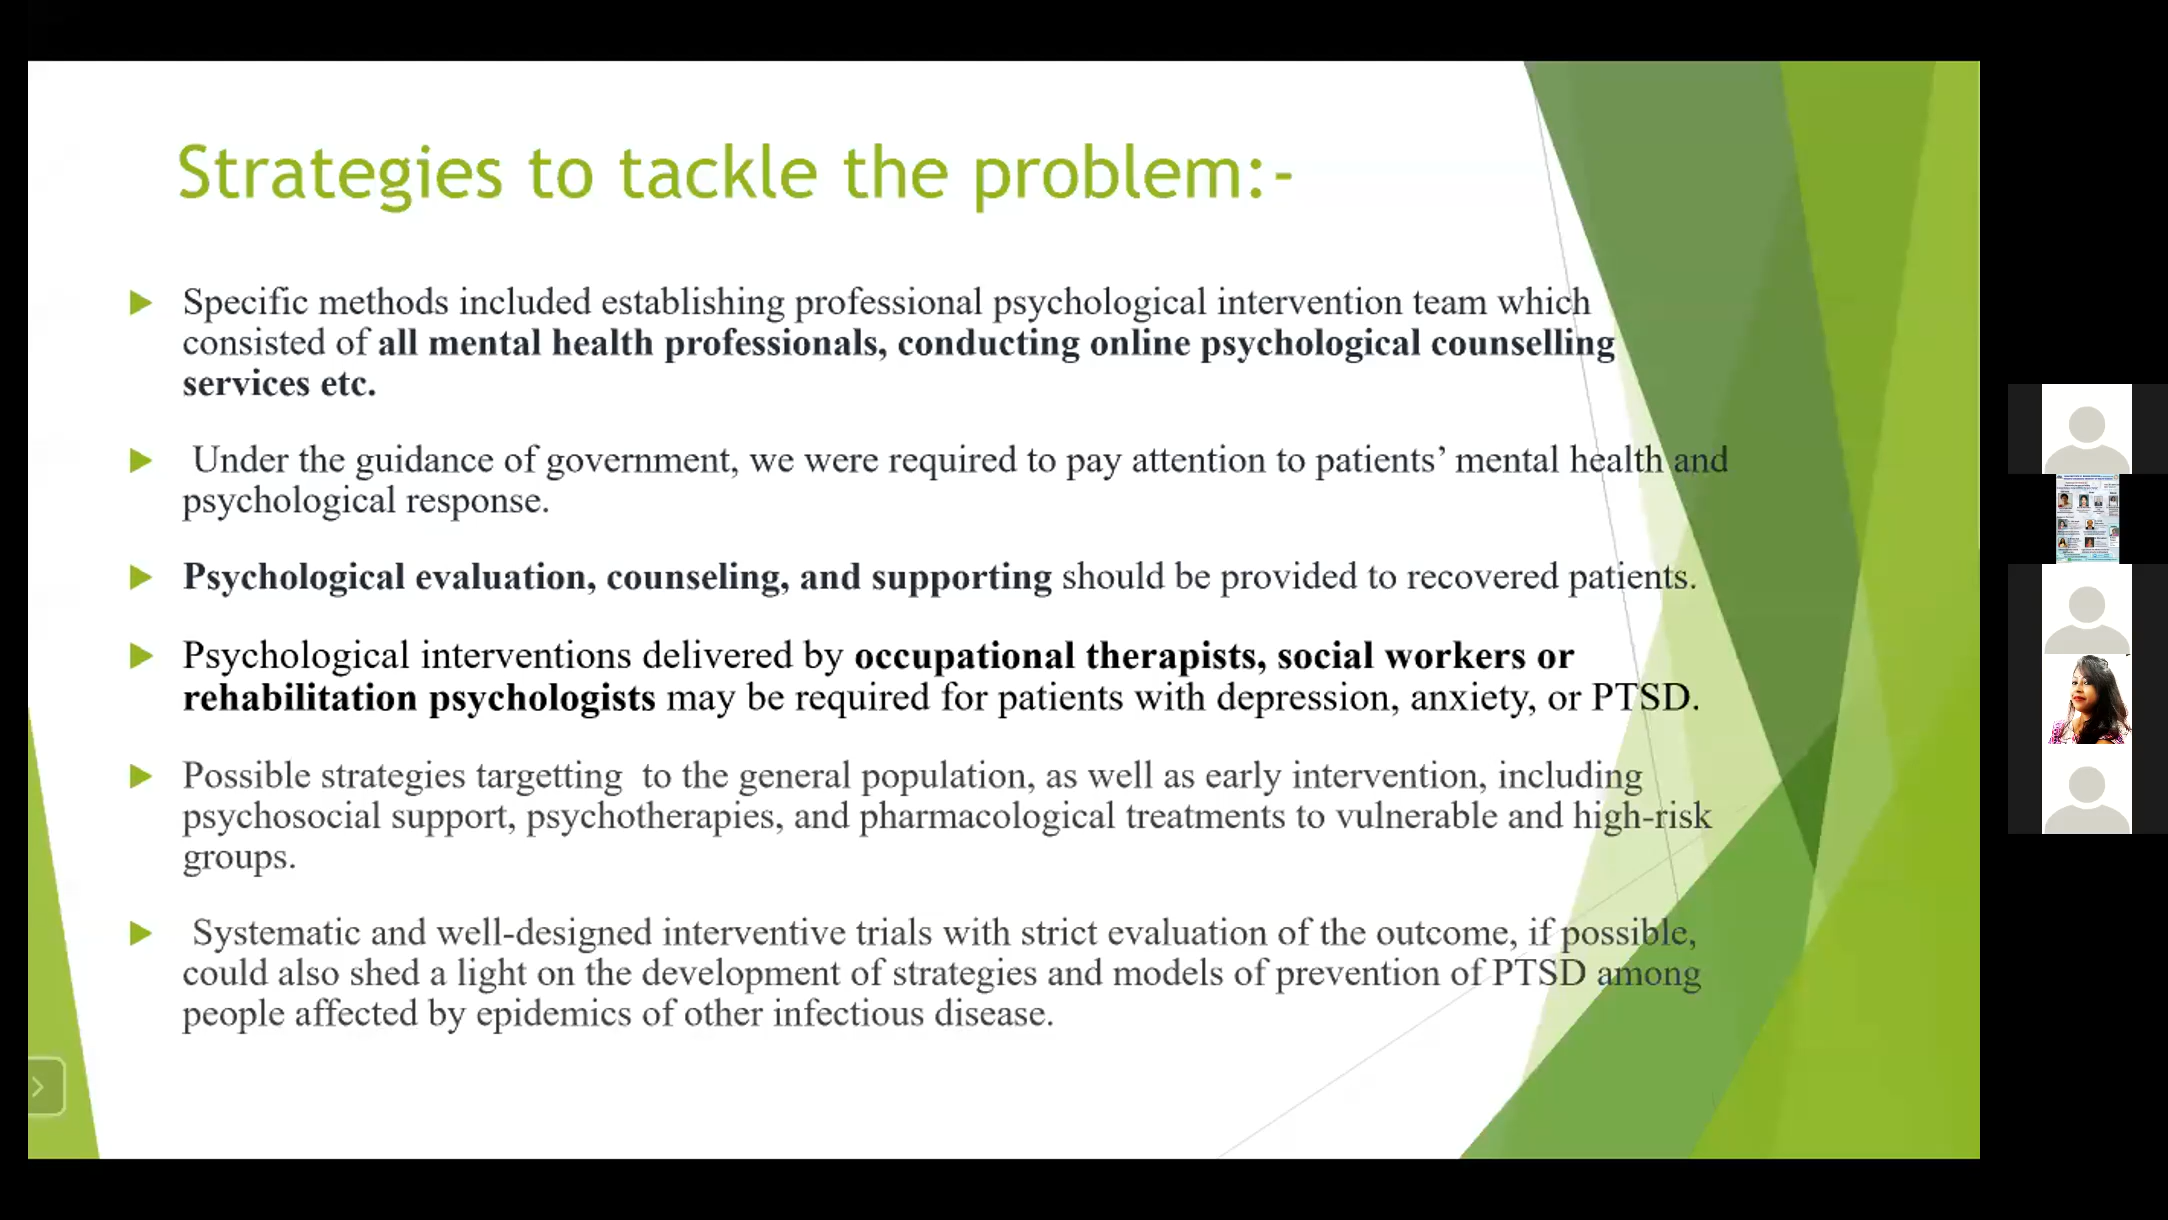 Strategies to tackle the problem:-
Specific methods included establishing professional psychological intervention team which
consisted of all mental health professionals, conducting online psychological counselling
services etc.
Under the guidance of government, we were required to pay attention to patients’ mental health and
psychological response.
Psychological evaluation, counseling, and supporting should be provided to recovered patients.
Psychological interventions delivered by occupational therapists, social workers or
rehabilitation psychologists may be required for patients with depression, anxiety, or PTSD.
Possible strategies targetting  to the general population, as well as early intervention, including
psychosocial support, psychotherapies, and pharmacological treatments to vulnerable and high-risk
groups.
Systematic and well-designed interventive trials with strict evaluation of the outcome, if possible,
could also shed a light on the development of strategies and models of prevention of PTSD among
people affected by epidemics of other infectious disease.